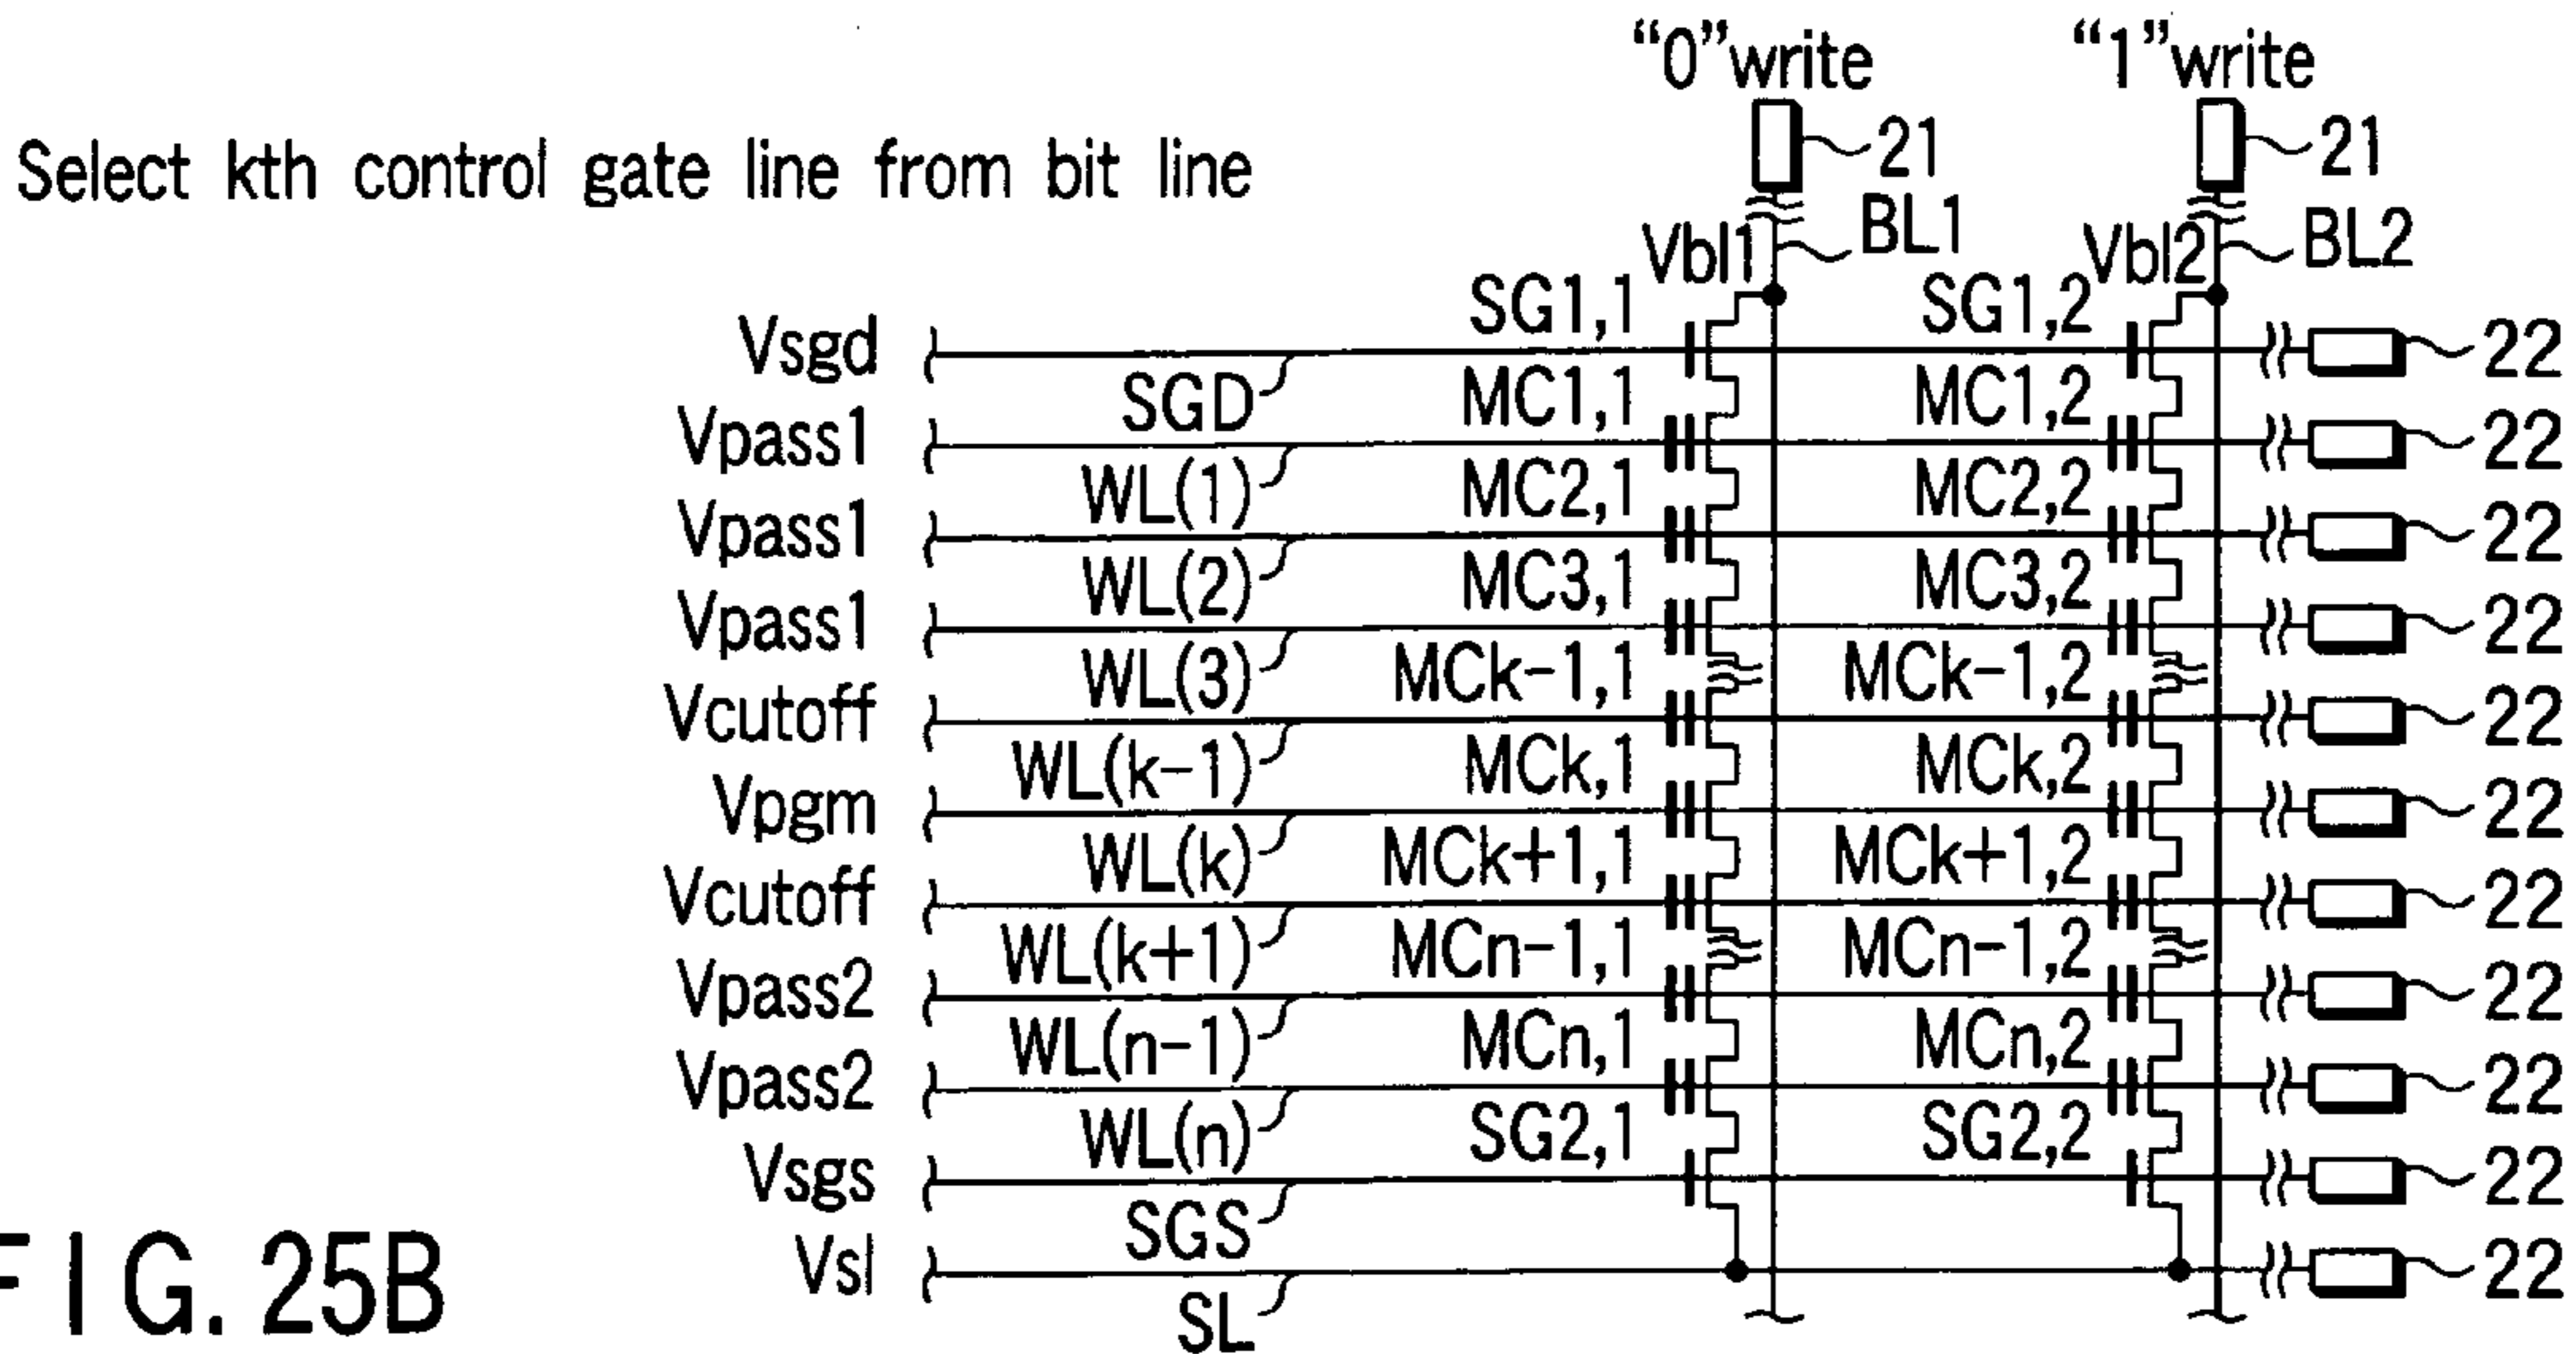 "0"write "1"write
21 21
Select kth control gate line from bit line
Vbl1 BL1 Vbl2 BL2
SG1,1 SG1,2
Vsgd 22
SGD MC1,1 MC1,2
Vpass1 22
WL(1) MC2,1 MC2,2
Vpass1 22
WL(2) MC3,1 MC3,2
Vpass1 22
WL(3) MCk-1,1 MCk-1,2
Vcutoff 22
WL(k-1) MCk,1 MCk,2
Vpgm 22
WL(k) MCk+1,1 MCk+1,2
Vcutoff 22
WL(k+1) MCn-1,1 MCn-1,2
Vpass2 22
WL(n-1) MCn,1 MCn,2
Vpass2 22
WL(n) SG2,1 SG2,2
Vsgs 22
SGS
Vsl 22
SL
FIG. 25B